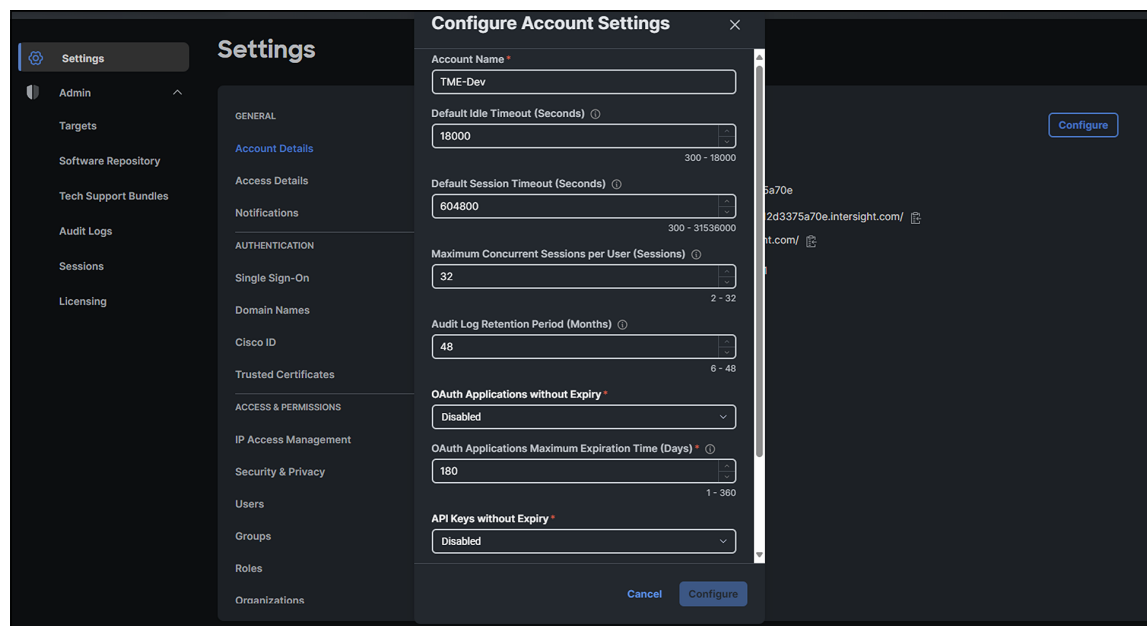 Settings
Admin
Targets
Software Repository
Tech Support Bundles
Audit Logs
Sessions
Licensing
Settings
GENERAL
Account Details
Access Details
Notifications
AUTHENTICATION
Single Sign-On
Domain Names
Cisco ID
Trusted Certificates
ACCESS & PERMISSIONS
IP Access Management
Security & Privacy
Users
Groups
Roles
Organizations
Configure Account Settings
Account Name *
TME-Dev
Default Idle Timeout (Seconds)
18000
300 - 18000
Default Session Timeout (Seconds)
604800
300 - 31536000
Maximum Concurrent Sessions per User (Sessions)
32
2 - 32
Audit Log Retention Period (Months)
48
6 - 48
OAuth Applications without Expiry *
Disabled
OAuth Applications Maximum Expiration Time (Days) *
180
1 - 360
API Keys without Expiry *
Disabled
Cancel
Configure
Configure
5a70e
2d3375a70e.intersight.com/
ht.com/